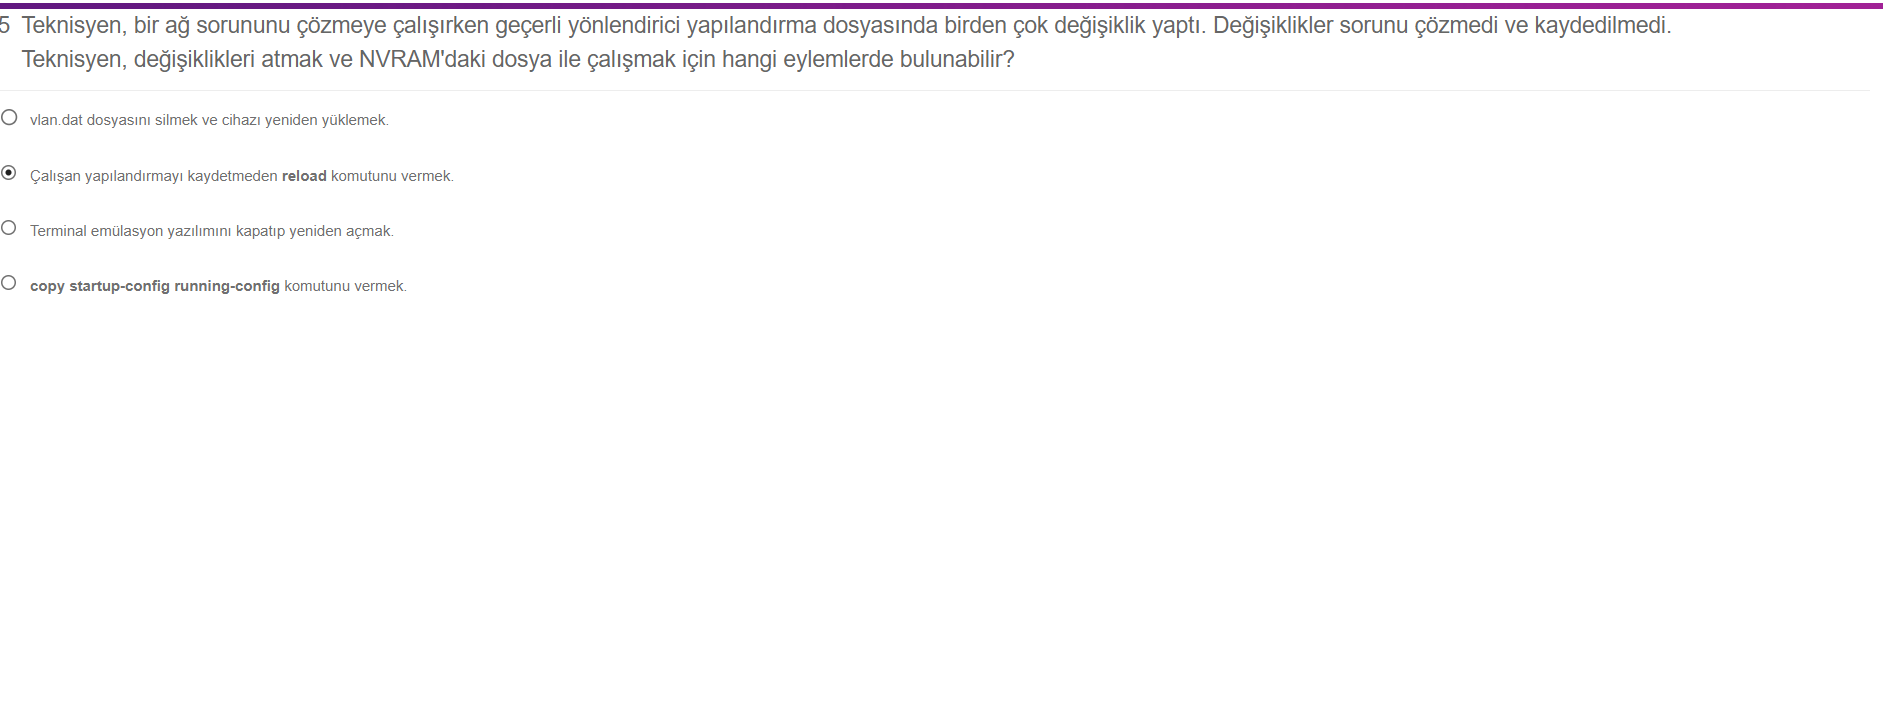 5 Teknisyen, bir ağ sorununu çözmeye çalışırken geçerli yönlendirici yapılandırma dosyasında birden çok değişiklik yaptı. Değişiklikler sorunu çözmedi ve kaydedilmedi.
Teknisyen, değişiklikleri atmak ve NVRAM'daki dosya ile çalışmak için hangi eylemlerde bulunabilir?
vlan.dat dosyasını silmek ve cihazı yeniden yüklemek.
Çalışan yapılandırmayı kaydetmeden reload komutunu vermek.
Terminal emülasyon yazılımını kapatıp yeniden açmak.
copy startup-config running-config komutunu vermek.